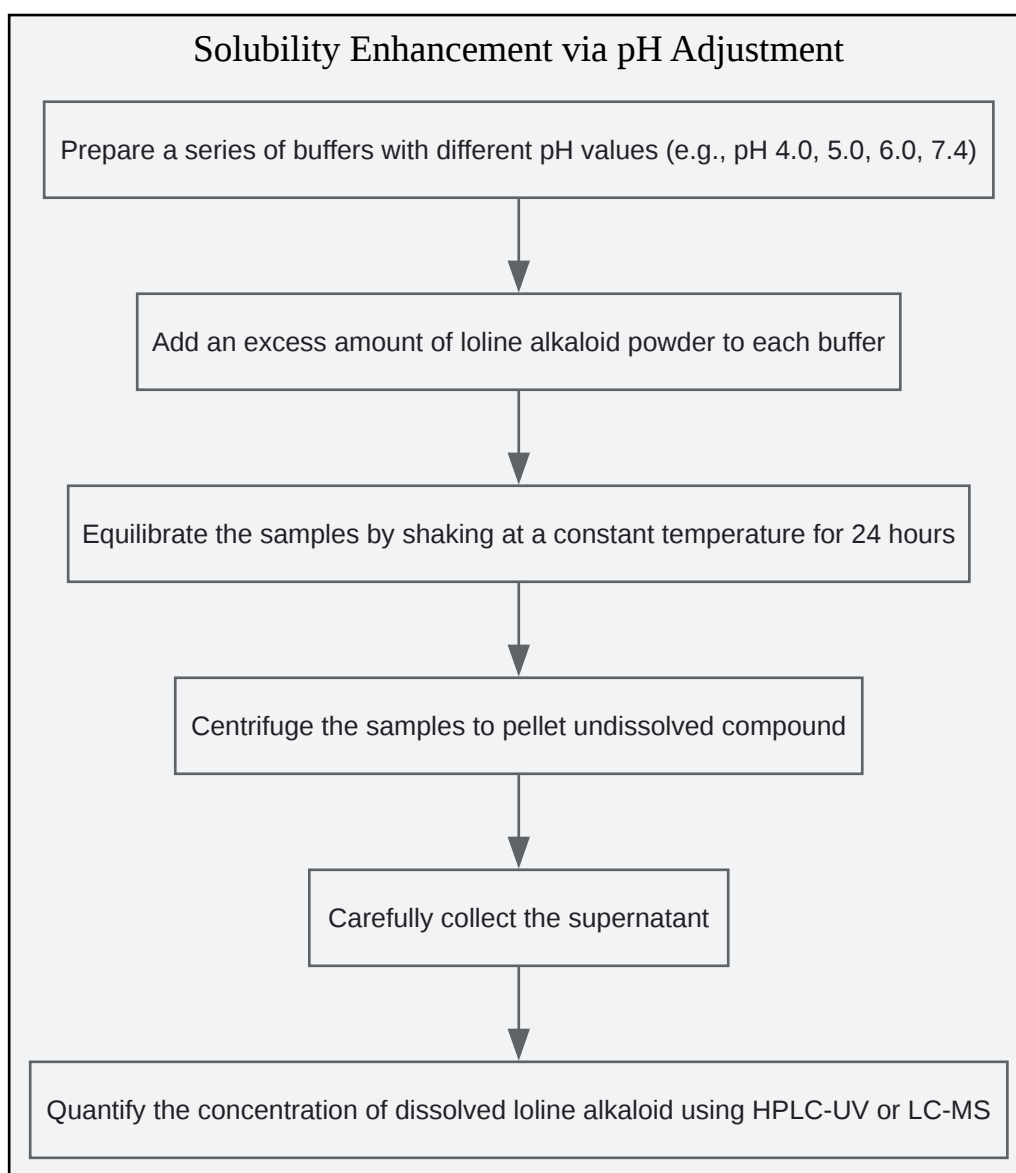 Solubility Enhancement via pH Adjustment
Prepare a series of buffers with different pH values (e.g., pH 4.0, 5.0, 6.0, 7.4)
Add an excess amount of loline alkaloid powder to each buffer
Equilibrate the samples by shaking at a constant temperature for 24 hours
Centrifuge the samples to pellet undissolved compound
Carefully collect the supernatant
Quantify the concentration of dissolved loline alkaloid using HPLC-UV or LC-MS